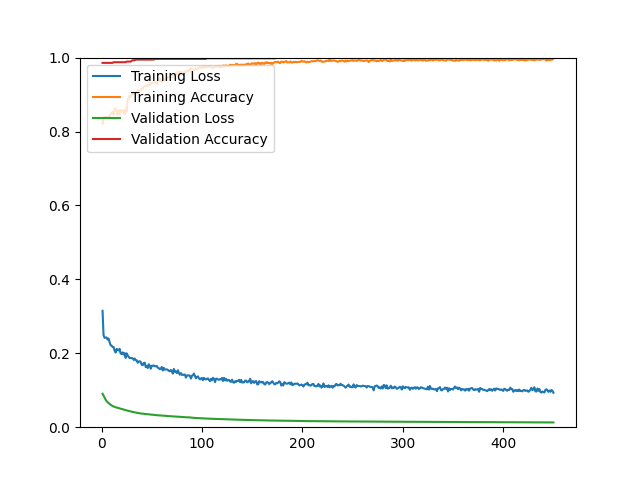 1.0
0.8
0.6
0.4
0.2
0.0
Training Loss
Training Accuracy
Validation Loss
Validation Accuracy
0 100 200 300 400